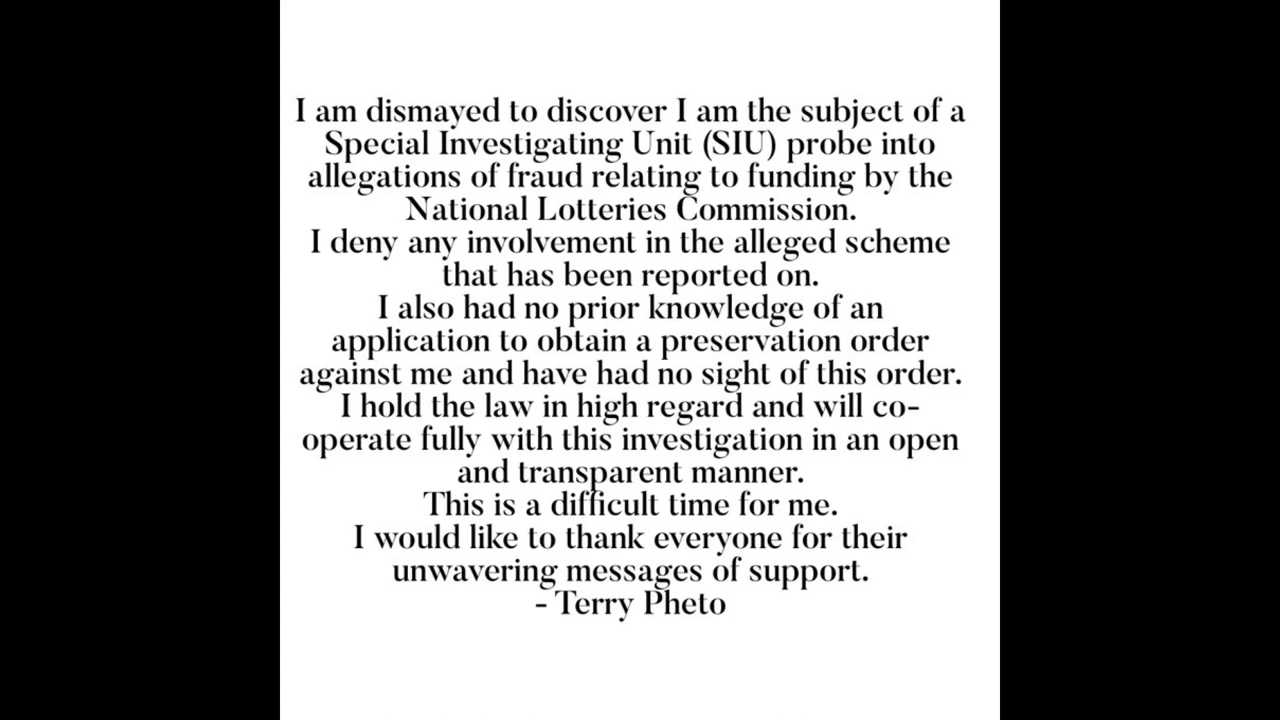 I am dismayed to discover I am the subject of a
Special Investigating Unit (SIU) probe into
allegations of fraud relating to funding by the
National Lotteries Commission.
I deny any involvement in the alleged scheme
that has been reported on.
I also had no prior knowledge of an
application to obtain a preservation order
against me and have had no sight of this order.
I hold the law in high regard and will co-
operate fully with this investigation in an open
and transparent manner.
This is a difficult time for me.
I would like to thank everyone for their
unwavering messages of support.
- Terry Pheto